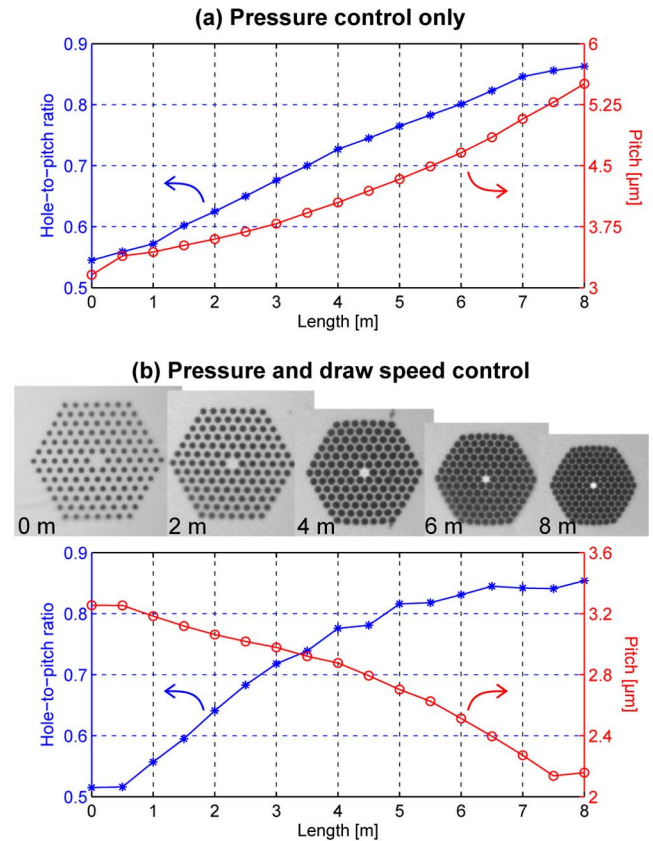 (a) Pressure control only
0.9
0.8
0.7
0.6
0.5
Hole−to−pitch ratio
6
5.25
4.5
3.75
3
Pitch [µm]
0 1 2 3 4 5 6 7 8
Length [m]
(b) Pressure and draw speed control
0 m 2 m 4 m 6 m 8 m
0.9
0.8
0.7
0.6
0.5
Hole−to−pitch ratio
3.6
3.2
2.8
2.4
2
Pitch [µm]
0 1 2 3 4 5 6 7 8
Length [m]